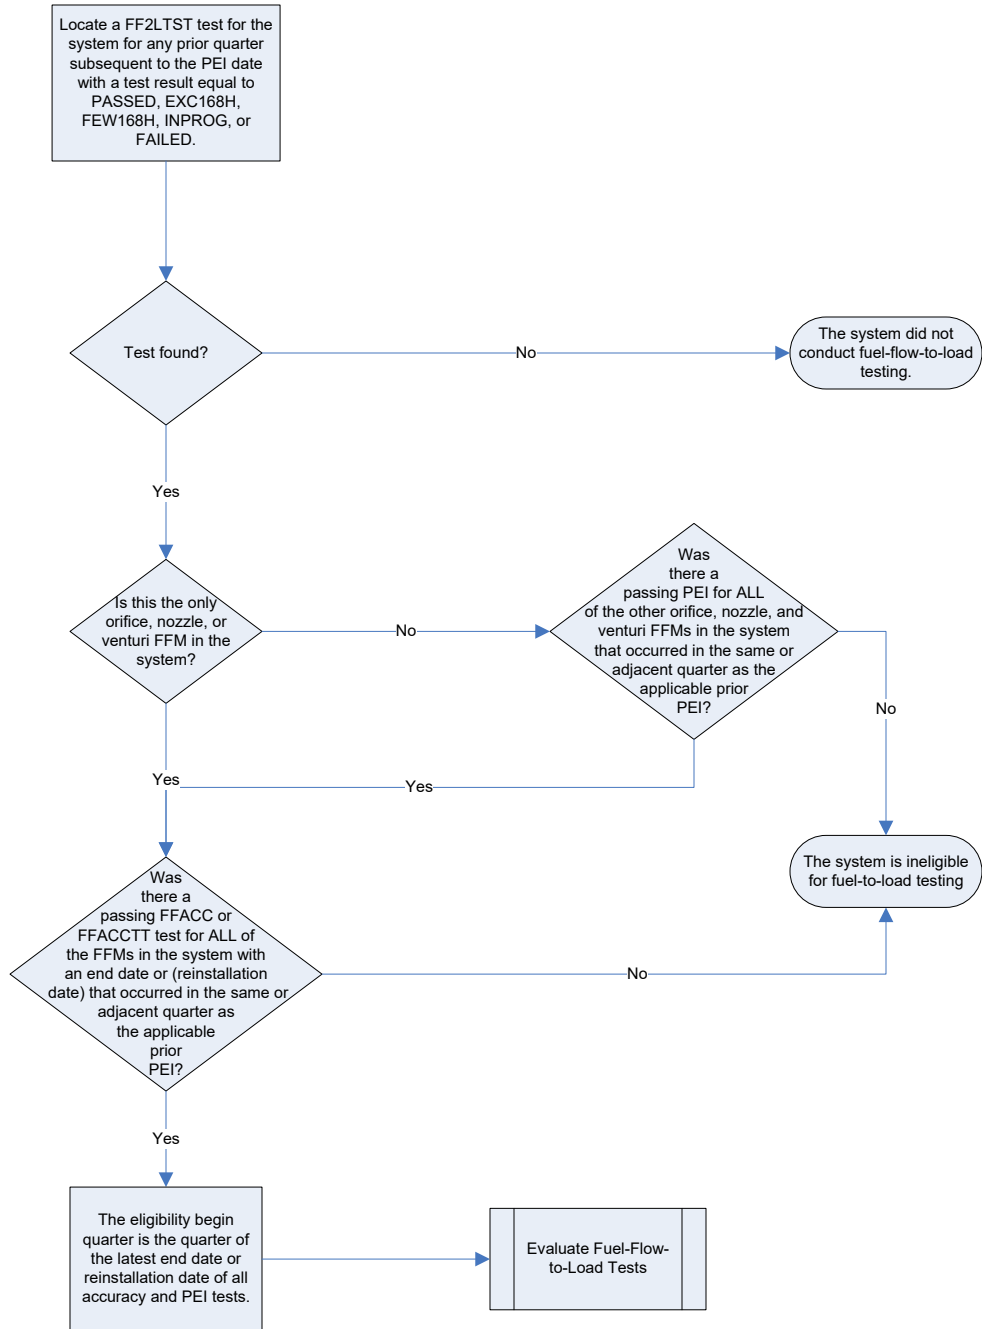 Locate a FF2LTST test for the
system for any prior quarter
subsequent to the PEI date
with a test result equal to
PASSED, EXC168H,
FEW168H, INPROG, or
FAILED.
Test found?
No
The system did not
conduct fuel-flow-to-load
testing.
Yes
Is this the only
orifice, nozzle, or
venturi FFM in the
system?
No
Was
there a
passing PEI for ALL
of the other orifice, nozzle, and
venturi FFMs in the system
that occurred in the same or
adjacent quarter as the
applicable prior
PEI?
No
Yes
Yes
The system is ineligible
for fuel-to-load testing
Was
there a
passing FFACC or
FFACCTT test for ALL of
the FFMs in the system with
an end date or (reinstallation
date) that occurred in the same or
adjacent quarter as
the applicable
prior
PEI?
No
Yes
The eligibility begin
quarter is the quarter of
the latest end date or
reinstallation date of all
accuracy and PEI tests.
Evaluate Fuel-Flow-
to-Load Tests